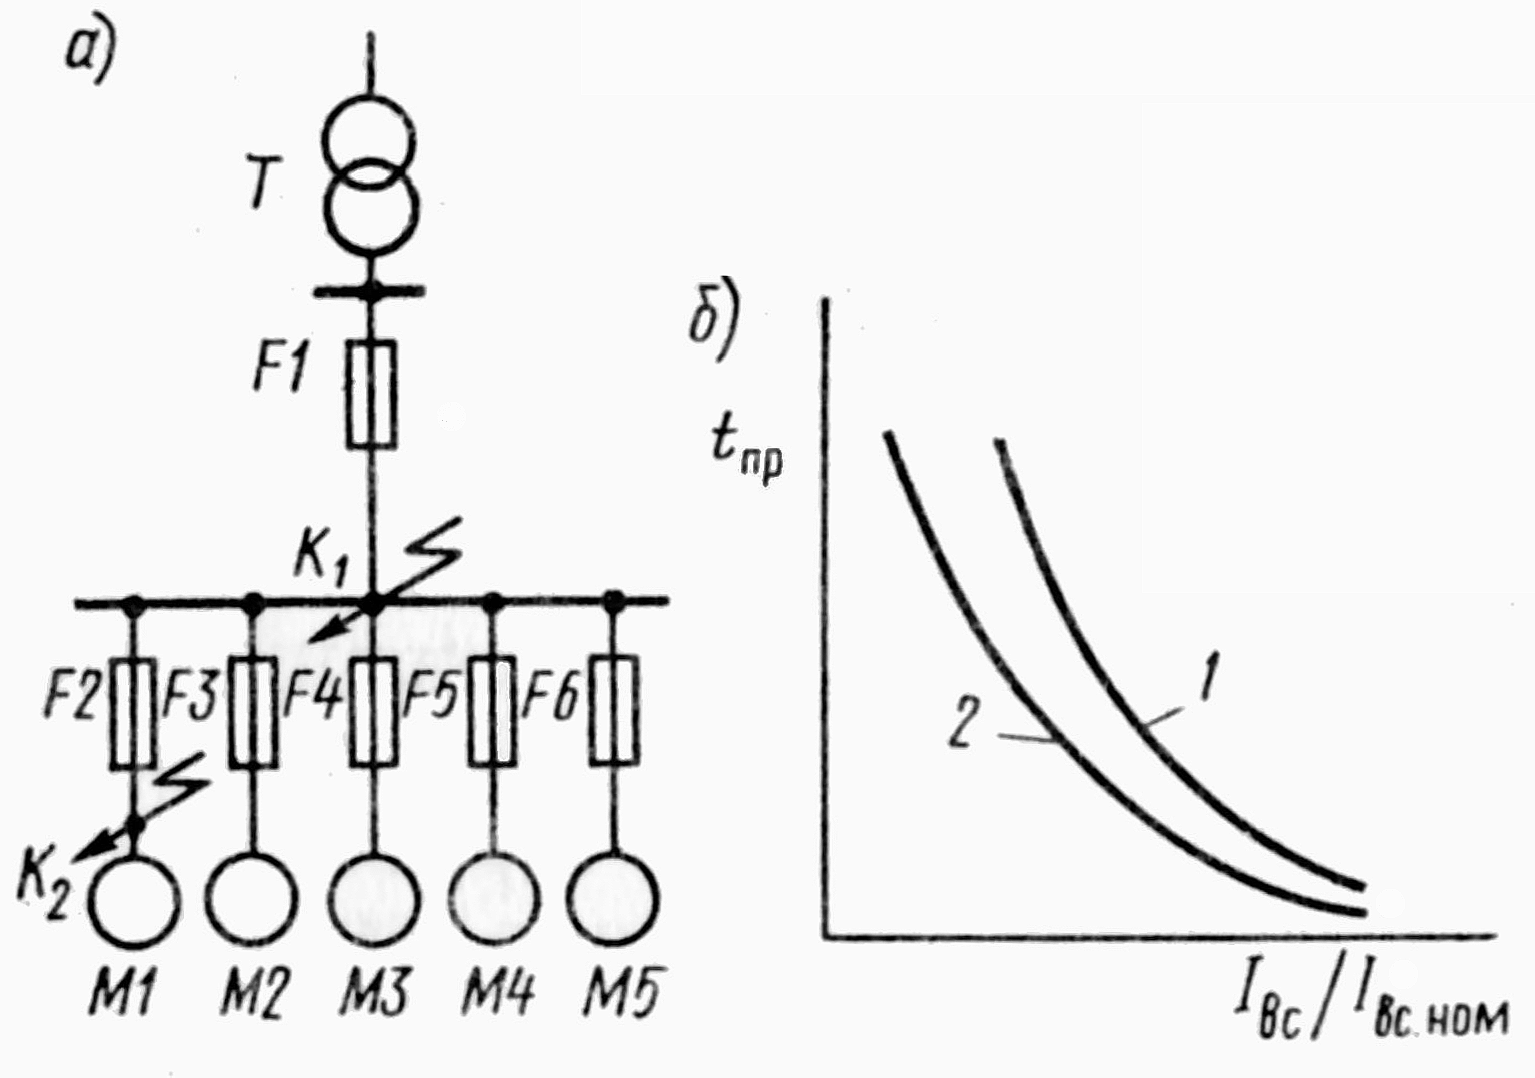 а)
T
F1
K1
F2 F3 F4 F5 F6
K2
M1 M2 M3 M4 M5
б)
tпр
1
2
Iвс/Iвс.ном